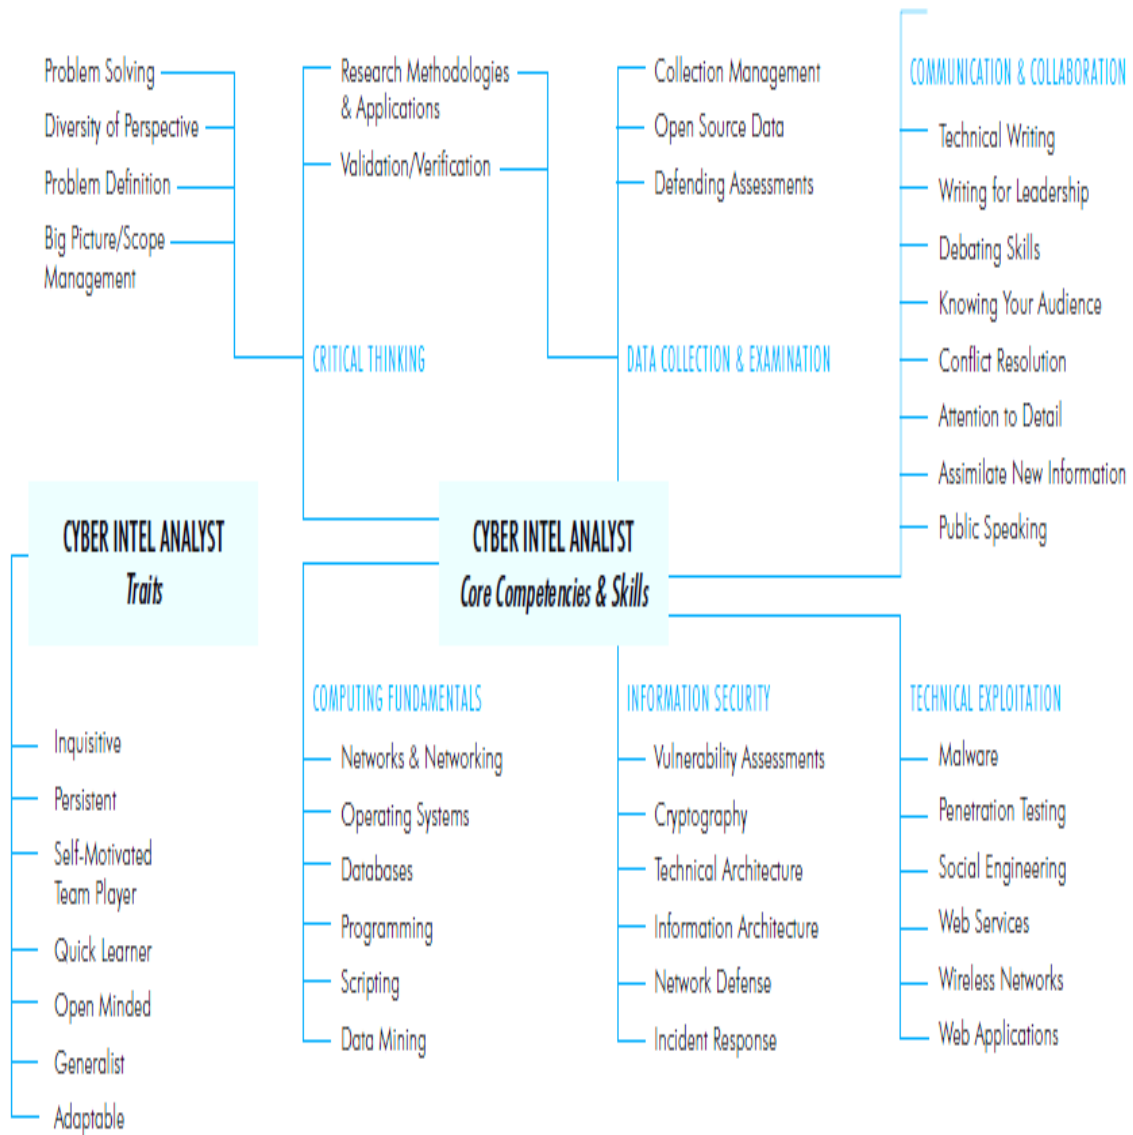 Problem Solving
Diversity of Perspective
Problem Definition
Big Picture/Scope
Management
Research Methodologies
& Applications
Validation/Verification
CRITICAL THINKING
Collection Management
Open Source Data
Defending Assessments
DATA COLLECTION & EXAMINATION
COMMUNICATION & COLLABORATION
Technical Writing
Writing for Leadership
Debating Skills
Knowing Your Audience
Conflict Resolution
Attention to Detail
Assimilate New Information
Public Speaking
CYBER INTEL ANALYST
Traits
CYBER INTEL ANALYST
Core Competencies & Skills
Inquisitive
Persistent
Self-Motivated
Team Player
Quick Learner
Open Minded
Generalist
Adaptable
COMPUTING FUNDAMENTALS
Networks & Networking
Operating Systems
Databases
Programming
Scripting
Data Mining
INFORMATION SECURITY
Vulnerability Assessments
Cryptography
Technical Architecture
Information Architecture
Network Defense
Incident Response
TECHNICAL EXPLOITATION
Malware
Penetration Testing
Social Engineering
Web Services
Wireless Networks
Web Applications